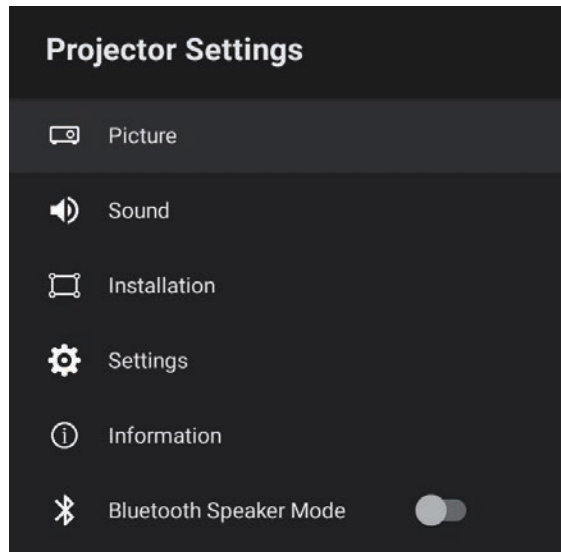 Projector Settings
Picture
Sound
Installation
Settings
Information
Bluetooth Speaker Mode